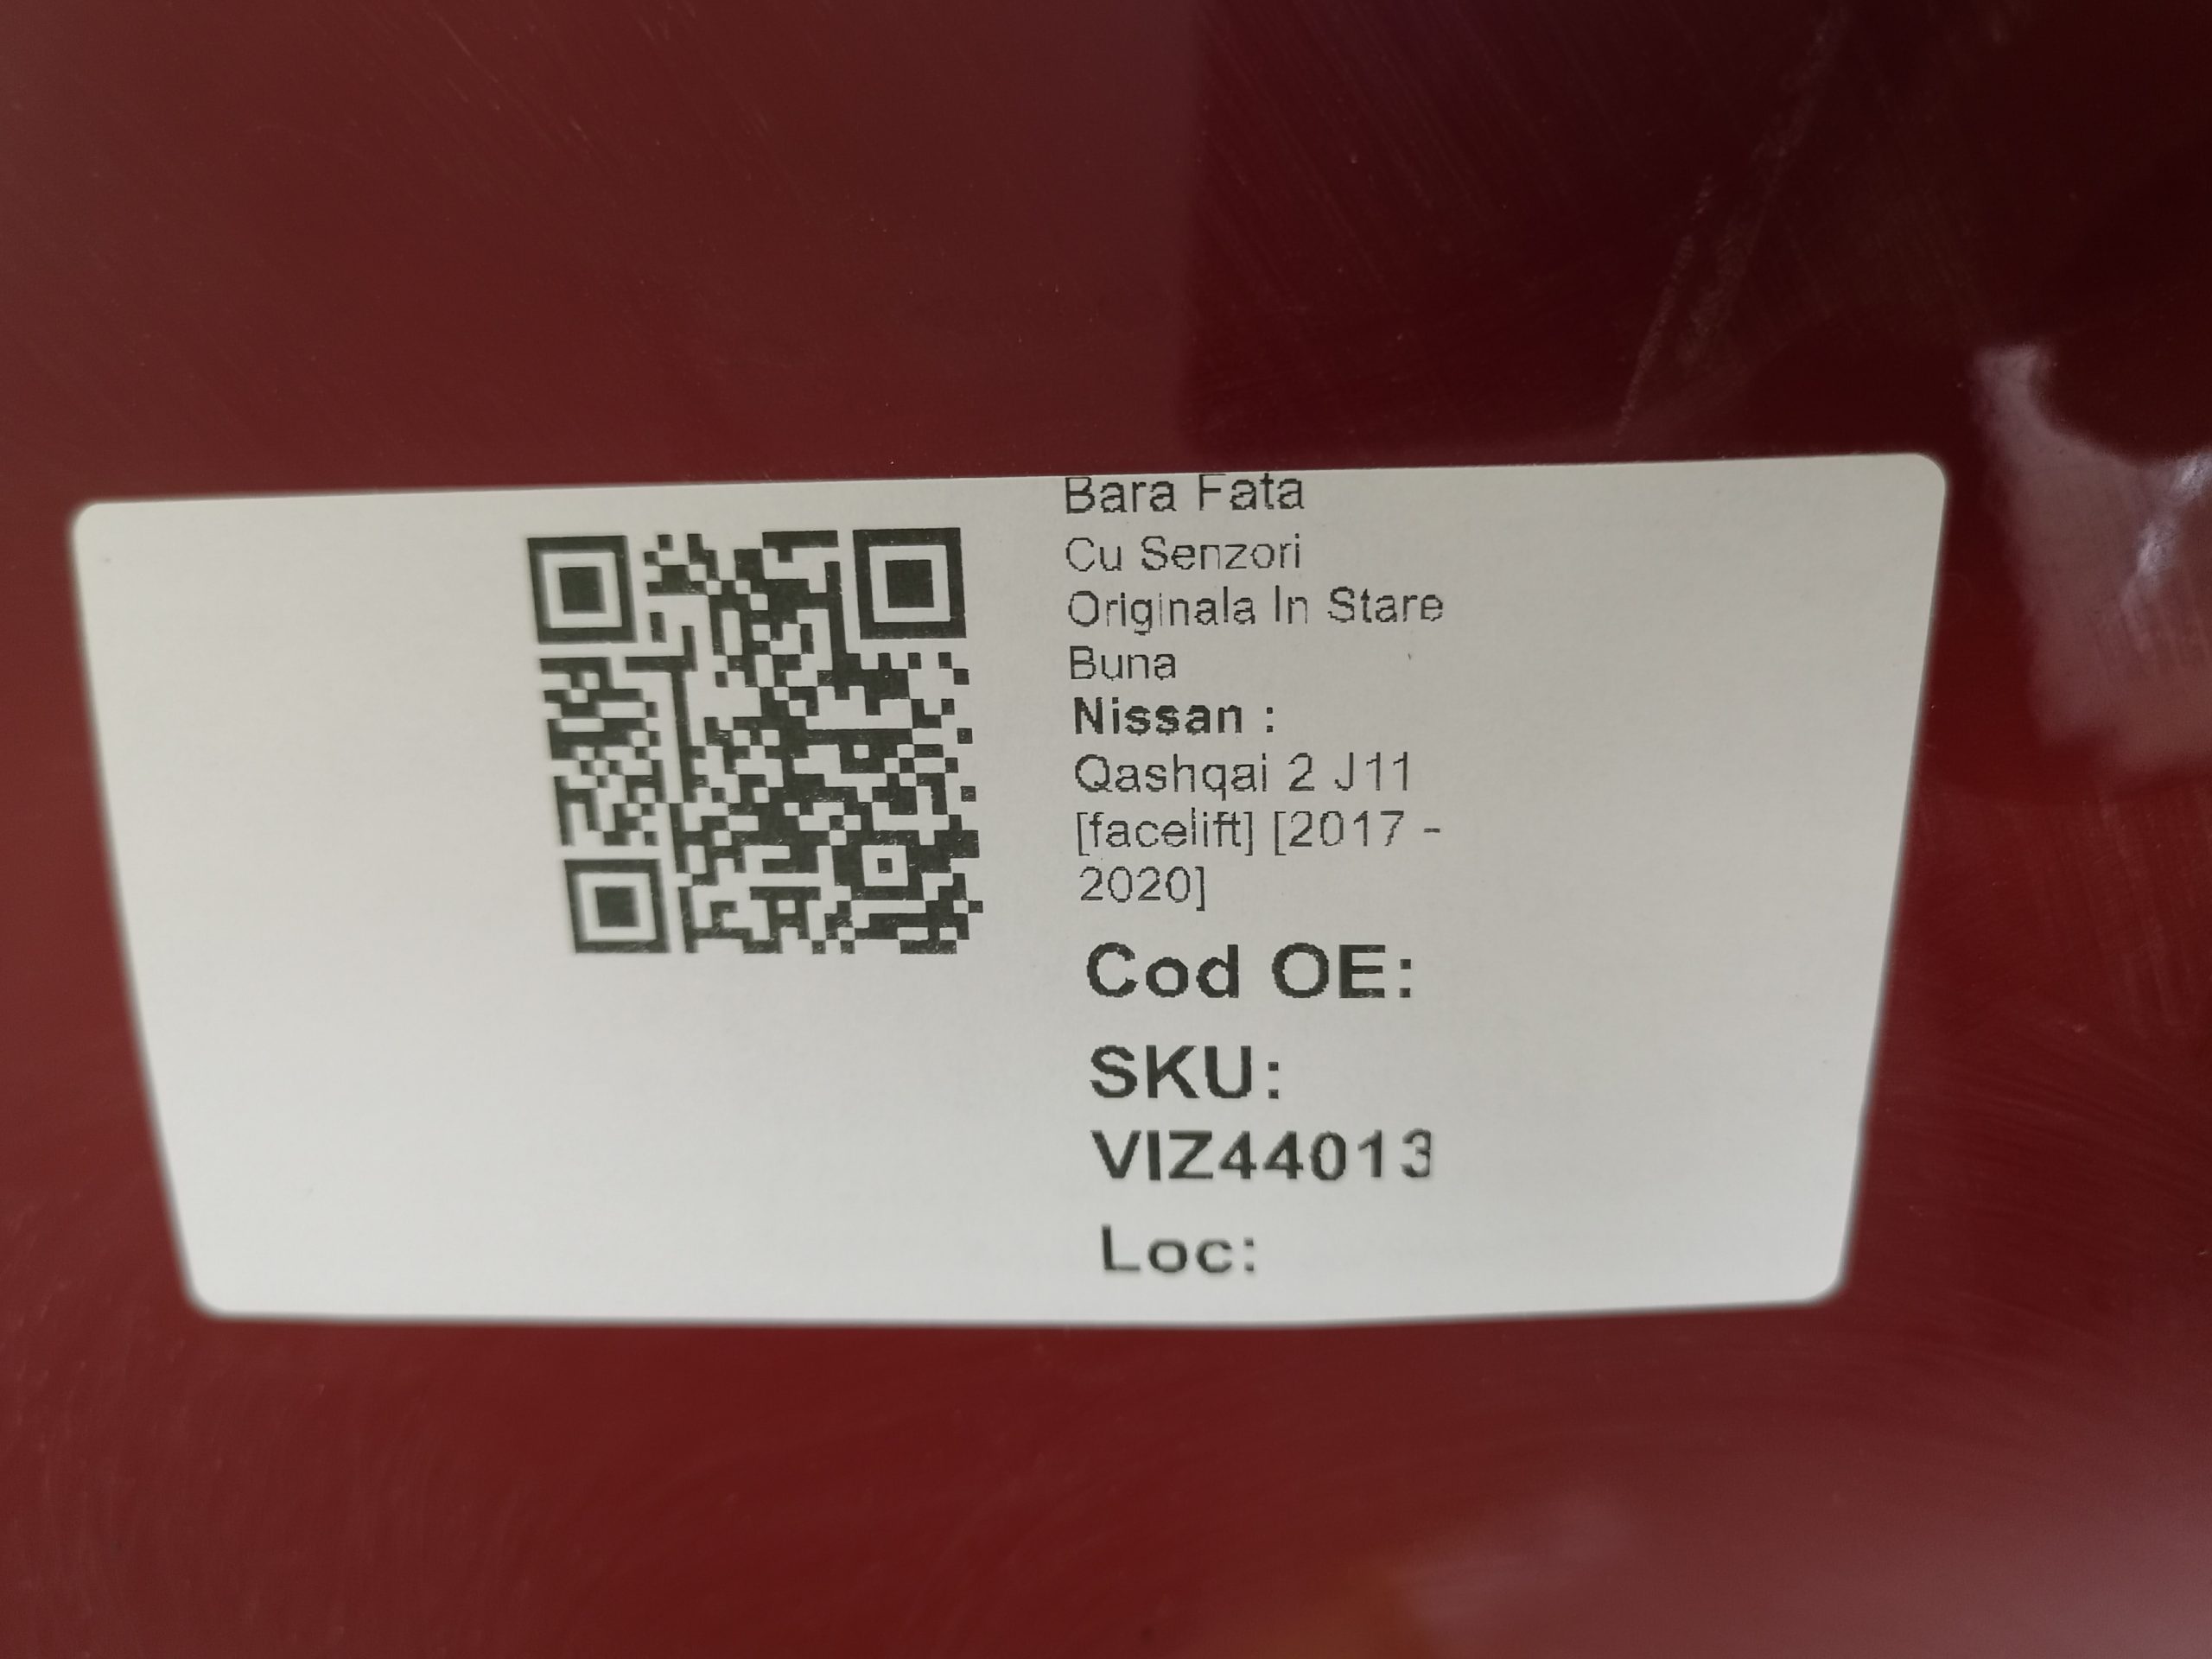 Bara Fata
Cu Senzori
Originala In Stare
Buna
Nissan :
Qashqai 2 J11
[facelift] [2017 -
2020]
Cod OE:
SKU:
VIZ44013
Loc: